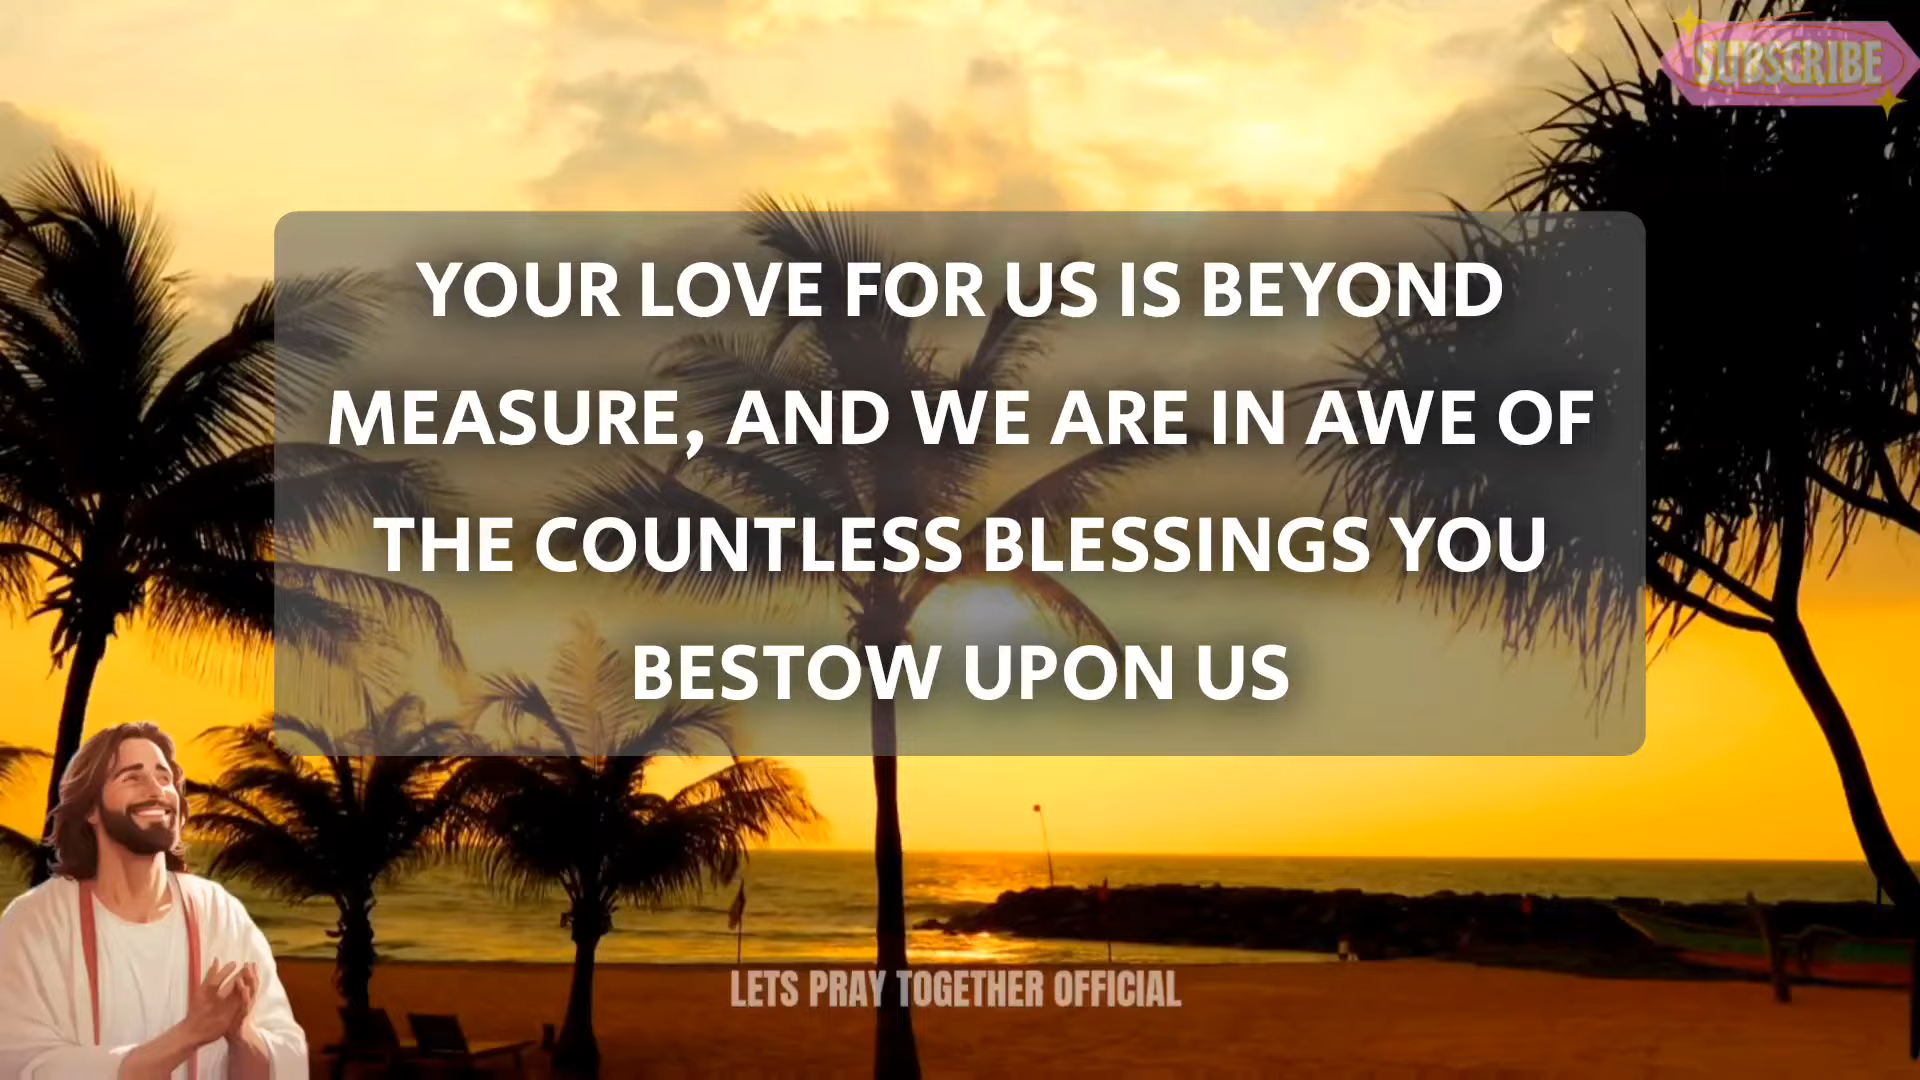 SUBSCRIBE
YOUR LOVE FOR US IS BEYOND
MEASURE, AND WE ARE IN AWE OF
THE COUNTLESS BLESSINGS YOU
BESTOW UPON US
LETS PRAY TOGETHER OFFICIAL